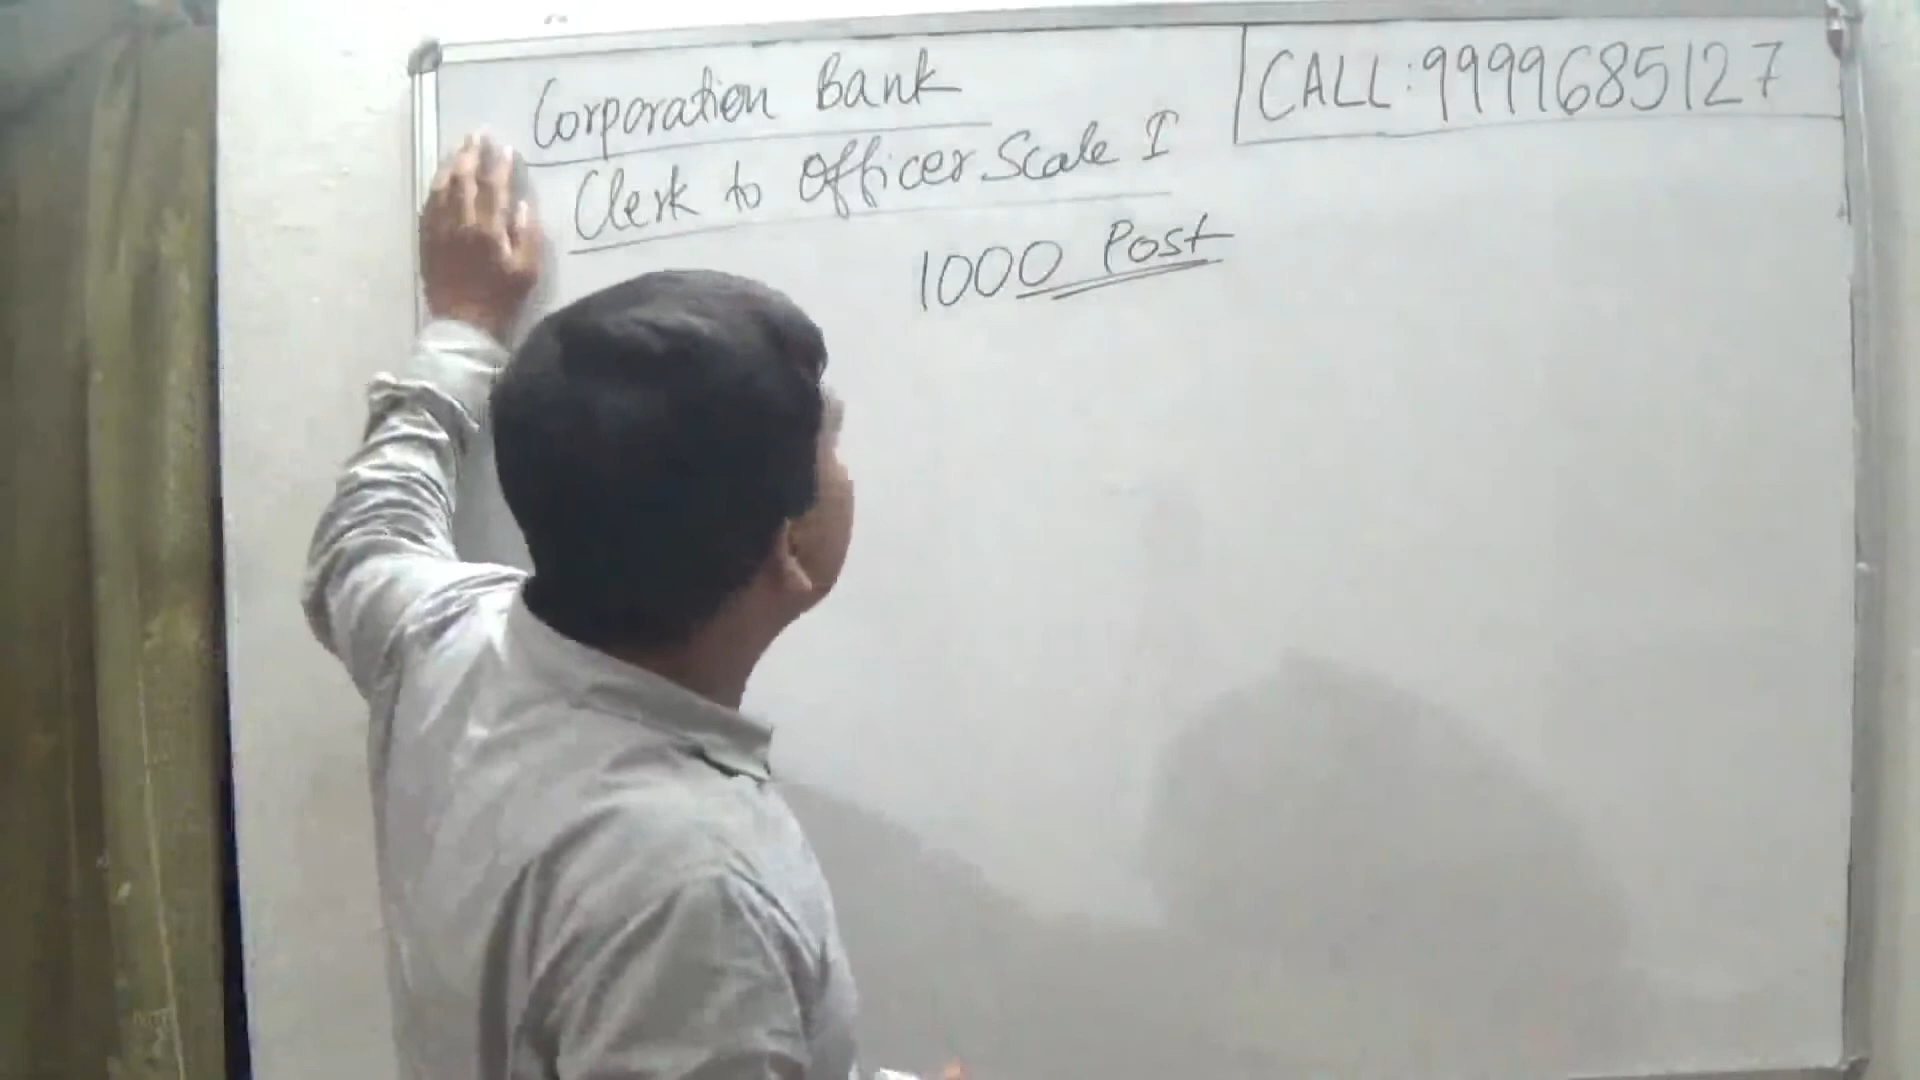 Corporation Bank
CALL: 9999685127
Clerk to Officer Scale I
1000 Post